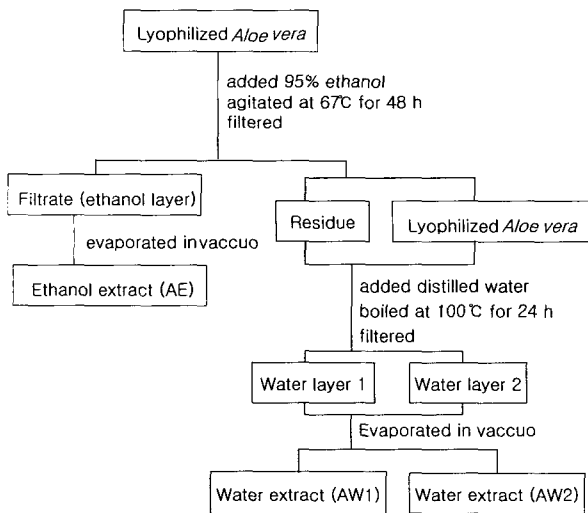 Lyophilized Aloe vera
added 95% ethanol
agitated at 67℃ for 48 h
filtered
Filtrate (ethanol layer)
Residue
Lyophilized Aloe vera
evaporated invaccuo
Ethanol extract (AE)
added distilled water
boiled at 100℃ for 24 h
filtered
Water layer 1
Water layer 2
Evaporated in vaccuo
Water extract (AW1)
Water extract (AW2)